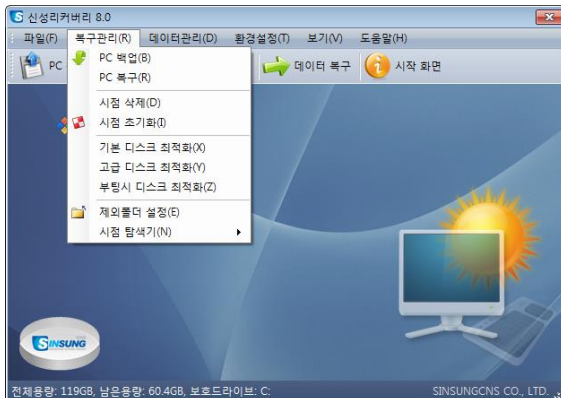 신성리커버리 8.0
파일(F) 복구관리(R) 데이터관리(D) 환경설정(T) 보기(V) 도움말(H)
PC 데이터 복구 시작 화면
PC 백업(B)
PC 복구(R)
시점 삭제(D)
시점 초기화(I)
기본 디스크 최적화(X)
고급 디스크 최적화(Y)
부팅시 디스크 최적화(Z)
제외폴더 설정(E)
시점 탐색기(N)
SINSUNG
전체용량: 119GB, 남은용량: 60.4GB, 보호드라이브: C: SINSUNGCNS CO., LTD.